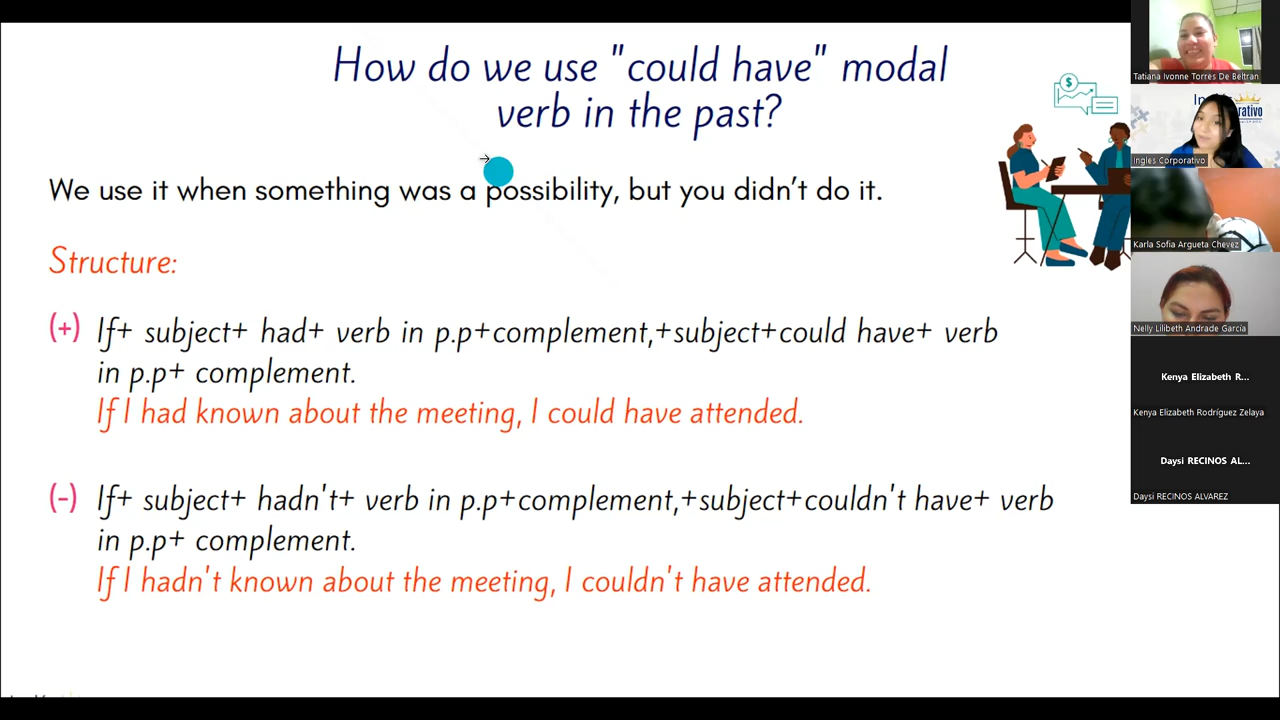 How do we use "could have" modal
verb in the past?
We use it when something was a possibility, but you didn't do it.
Structure:
(+) If+ subject+ had+ verb in p.p+complement,+subject+could have+ verb
in p.p+ complement.
If I had known about the meeting, I could have attended.
(-) If+ subject+ hadn't+ verb in p.p+complement,+subject+couldn't have+ verb
in p.p+ complement.
If I hadn't known about the meeting, I couldn't have attended.
$
Tatiana Ivonne Torres De Beltran
Ingles Corporativo
Karla Sofia Argueta Chevez
Nelly Lilibeth Andrade García
Kenya Elizabeth R...
Kenya Elizabeth Rodríguez Zelaya
Daysi RECINOS AL...
Daysi RECINOS ALVAREZ